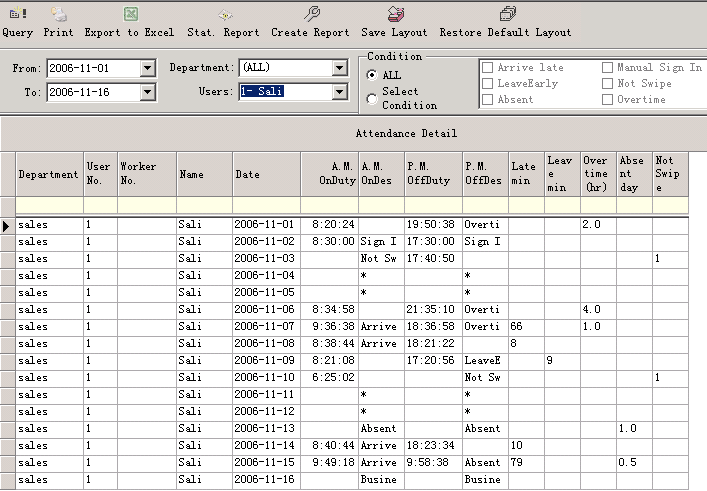 Query Print Export to Excel Stat. Report Create Report Save Layout Restore Default Layout
From: 2006-11-01 Department: (ALL)
To: 2006-11-16 Users: 1- Sali
Condition
ALL
Select Condition
Arrive late Manual Sign In
LeaveEarly Not Swipe
Absent Overtime
Attendance Detail
Department User No. Worker No. Name Date A.M. OnDuty A.M. OnDes P.M. OffDuty P.M. OffDes Late min Leav e min Over time (hr) Abse nt day Not Swip e
sales 1 Sali 2006-11-01 8:20:24 19:50:38 Overti 2.0
sales 1 Sali 2006-11-02 8:30:00 Sign I 17:30:00 Sign I
sales 1 Sali 2006-11-03 Not Sw 17:40:50 1
sales 1 Sali 2006-11-04 * *
sales 1 Sali 2006-11-05 * *
sales 1 Sali 2006-11-06 8:34:58 21:35:10 Overti 4.0
sales 1 Sali 2006-11-07 9:36:38 Arrive 18:36:58 Overti 66 1.0
sales 1 Sali 2006-11-08 8:38:44 Arrive 18:21:22 8
sales 1 Sali 2006-11-09 8:21:08 17:20:56 LeaveE 9
sales 1 Sali 2006-11-10 6:25:02 Not Sw 1
sales 1 Sali 2006-11-11 * *
sales 1 Sali 2006-11-12 * *
sales 1 Sali 2006-11-13 Absent Absent 1.0
sales 1 Sali 2006-11-14 8:40:44 Arrive 18:23:34 10
sales 1 Sali 2006-11-15 9:49:18 Arrive 9:58:38 Absent 79 0.5
sales 1 Sali 2006-11-16 Busine Busine